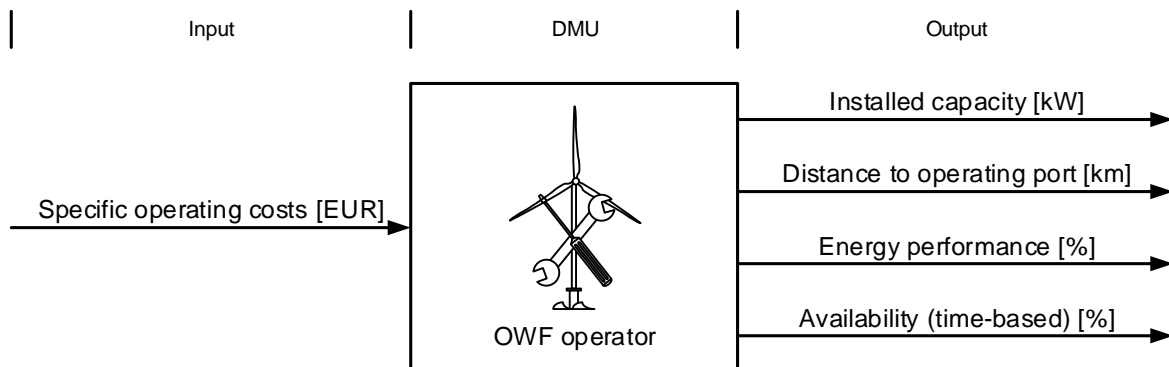 Input
DMU
Output
Installed capacity [kW]
Distance to operating port [km]
Specific operating costs [EUR]
Energy performance [%]
Availability (time-based) [%]
OWF operator